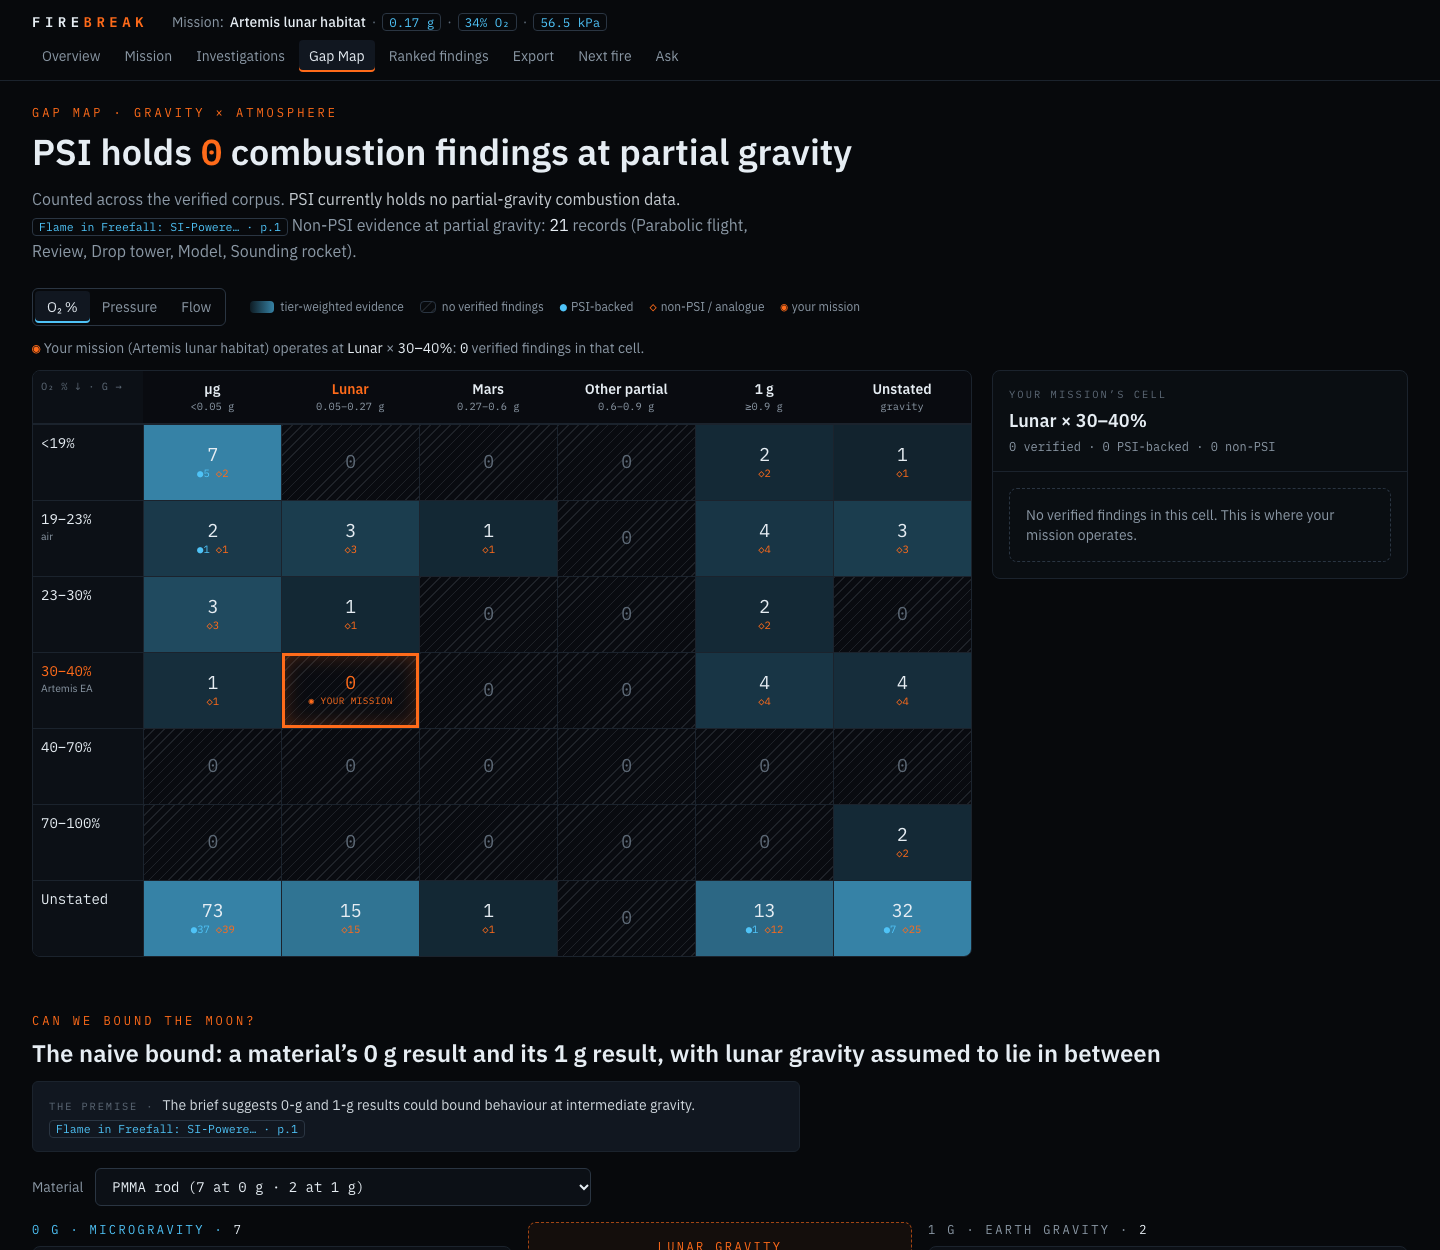 FIREBREAK Mission: Artemis lunar habitat · 0.17 g · 34% O₂ · 56.5 kPa
Overview Mission Investigations Gap Map Ranked findings Export Next fire Ask
GAP MAP · GRAVITY × ATMOSPHERE
PSI holds 0 combustion findings at partial gravity
Counted across the verified corpus. PSI currently holds no partial-gravity combustion data.
Flame in Freefall: SI-Powere… · p.1 Non-PSI evidence at partial gravity: 21 records (Parabolic flight,
Review, Drop tower, Model, Sounding rocket).
O₂ % Pressure Flow tier-weighted evidence no verified findings ● PSI-backed ◇ non-PSI / analogue ◉ your mission
◉ Your mission (Artemis lunar habitat) operates at Lunar × 30–40%: 0 verified findings in that cell.
O₂ % ↓ · G → µg Lunar Mars Other partial 1 g Unstated
<0.05 g 0.05–0.27 g 0.27–0.6 g 0.6–0.9 g ≥0.9 g gravity
<19% 7 0 0 0 2 1
●5 ◇2 ◇2 ◇1
19–23% 2 3 1 0 4 3
air ●1 ◇1 ◇3 ◇1 ◇4 ◇3
23–30% 3 1 0 0 2 0
◇3 ◇1 ◇2
30–40% 1 0 0 0 4 4
Artemis EA ◇1 ◉ YOUR MISSION ◇4 ◇4
40–70% 0 0 0 0 0 0
70–100% 0 0 0 0 0 2
◇2
Unstated 73 15 1 0 13 32
●37 ◇39 ◇15 ◇1 ●1 ◇12 ●7 ◇25
YOUR MISSION'S CELL
Lunar × 30–40%
0 verified · 0 PSI-backed · 0 non-PSI
No verified findings in this cell. This is where your
mission operates.
CAN WE BOUND THE MOON?
The naive bound: a material's 0 g result and its 1 g result, with lunar gravity assumed to lie in between
THE PREMISE · The brief suggests 0-g and 1-g results could bound behaviour at intermediate gravity.
Flame in Freefall: SI-Powere… · p.1
Material PMMA rod (7 at 0 g · 2 at 1 g)
0 G · MICROGRAVITY · 7
LUNAR GRAVITY
1 G · EARTH GRAVITY · 2